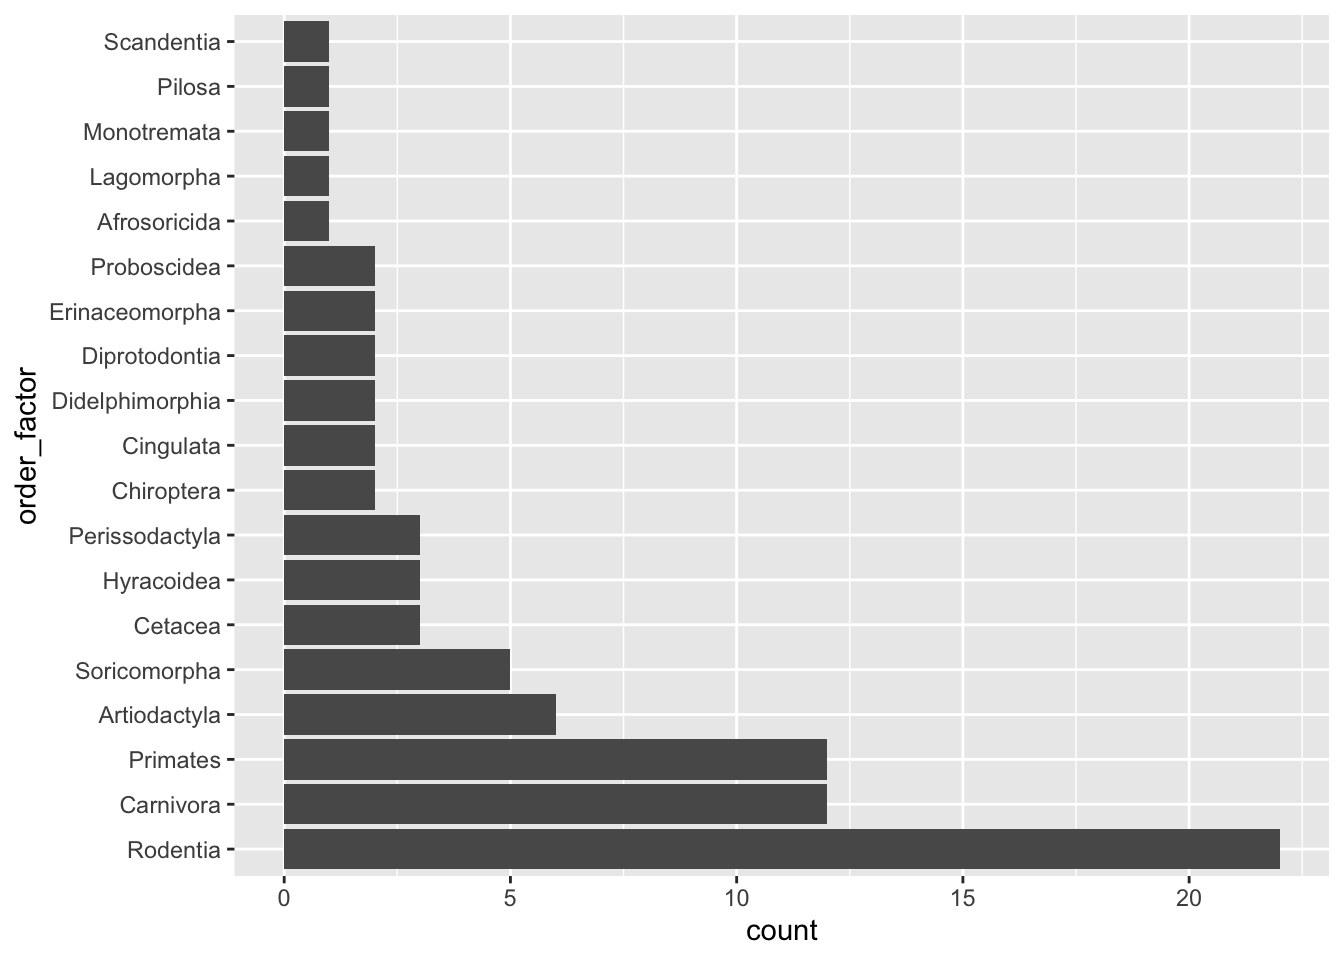 Scandentia
Pilosa
Monotremata
Lagomorpha
Afrosoricida
Proboscidea
Erinaceomorpha
Diprotodontia
Didelphimorphia
Cingulata
Chiroptera
Perissodactyla
Hyracoidea
Cetacea
Soricomorpha
Artiodactyla
Primates
Carnivora
Rodentia
order_factor
0 5 10 15 20
count